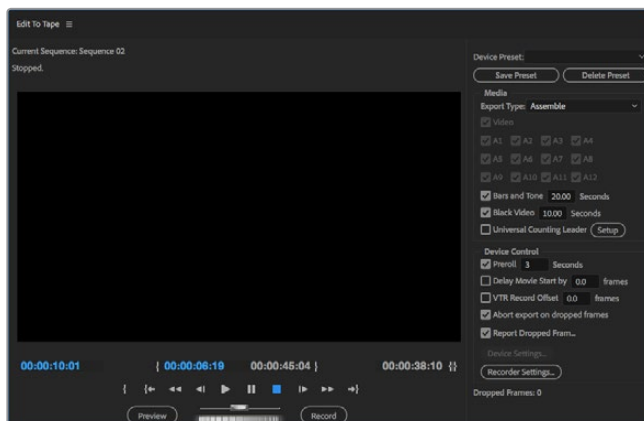 Edit To Tape
Current Sequence: Sequence 02
Stopped.
00:00:10:01
{ 00:00:06:19
00:00:45:04 }
00:00:38:10 {}
Preview
Record
Device Preset:
Save Preset
Delete Preset
Media
Export Type: Assemble
Video
A1 A2 A3 A4
A5 A6 A7 A8
A9 A10 A11 A12
Bars and Tone 20.00 Seconds
Black Video 10.00 Seconds
Universal Counting Leader Setup
Device Control
Preroll 3 Seconds
Delay Movie Start by 0.0 frames
VTR Record Offset 0.0 frames
Abort export on dropped frames
Report Dropped Fram...
Device Settings...
Recorder Settings...
Dropped Frames: 0